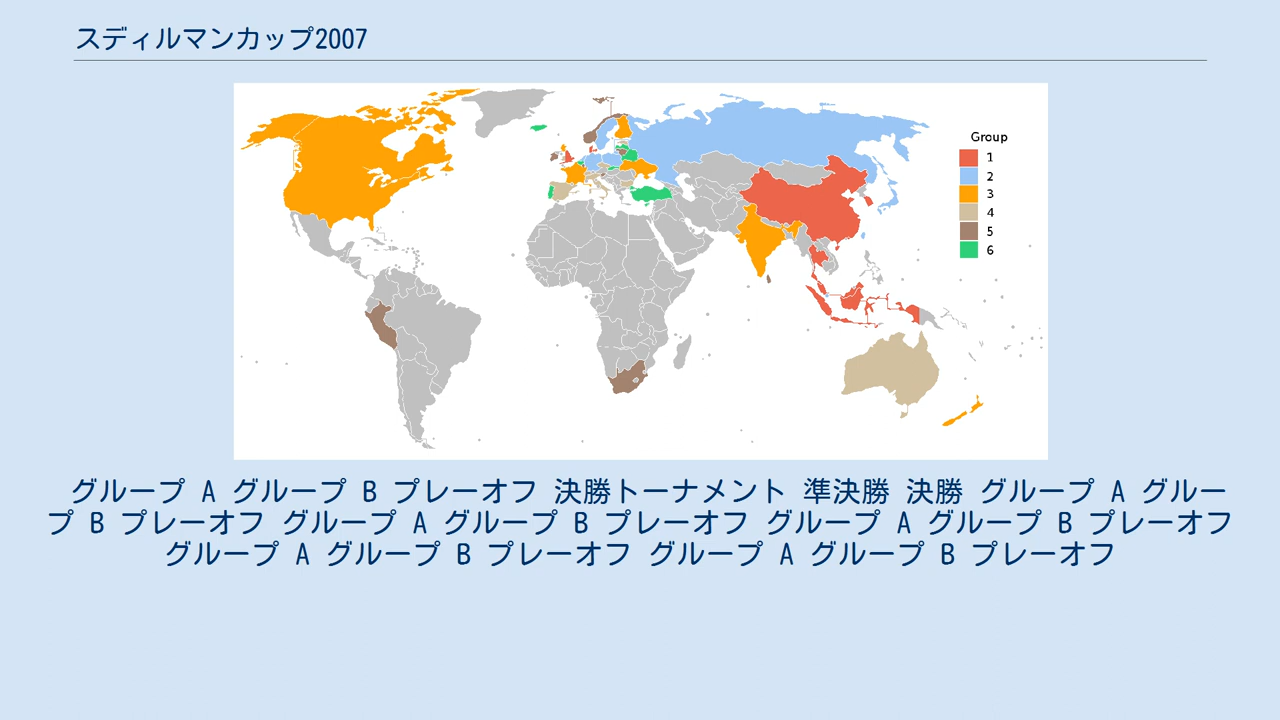 スディルマンカップ2007
Group
1
2
3
4
5
6
グループ A グループ B プレーオフ 決勝トーナメント 準決勝 決勝 グループ A グルー
プ B プレーオフ グループ A グループ B プレーオフ グループ A グループ B プレーオフ
グループ A グループ B プレーオフ グループ A グループ B プレーオフ